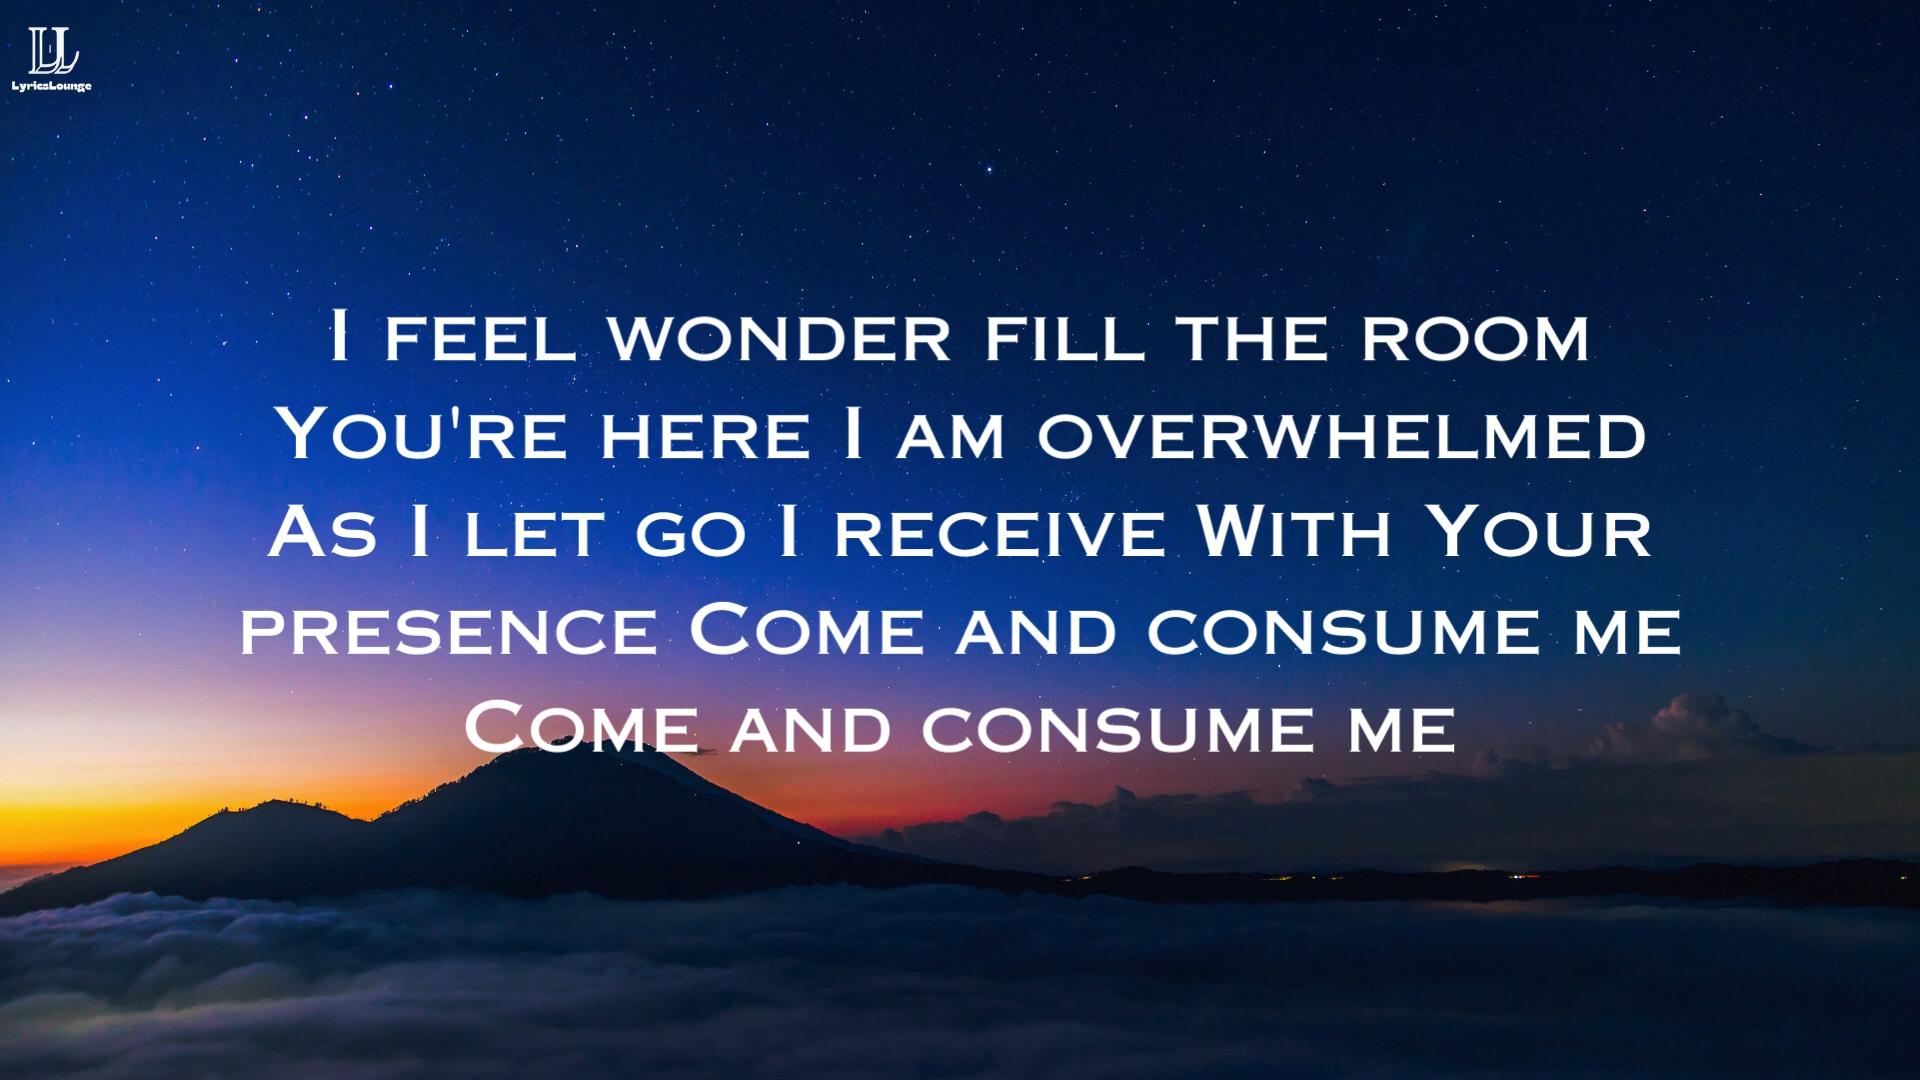 LL
LyricsLounge
I feel wonder fill the room
You're here I am overwhelmed
As I let go I receive With Your
presence Come and consume me
Come and consume me